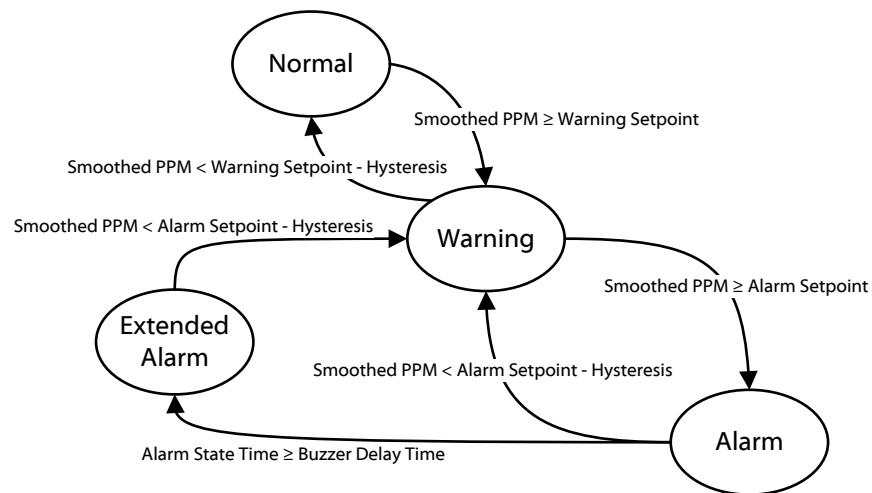 Normal
Smoothed PPM ≥ Warning Setpoint
Smoothed PPM < Warning Setpoint - Hysteresis
Smoothed PPM < Alarm Setpoint - Hysteresis
Warning
Smoothed PPM ≥ Alarm Setpoint
Extended
Alarm
Smoothed PPM < Alarm Setpoint - Hysteresis
Alarm
Alarm State Time ≥ Buzzer Delay Time